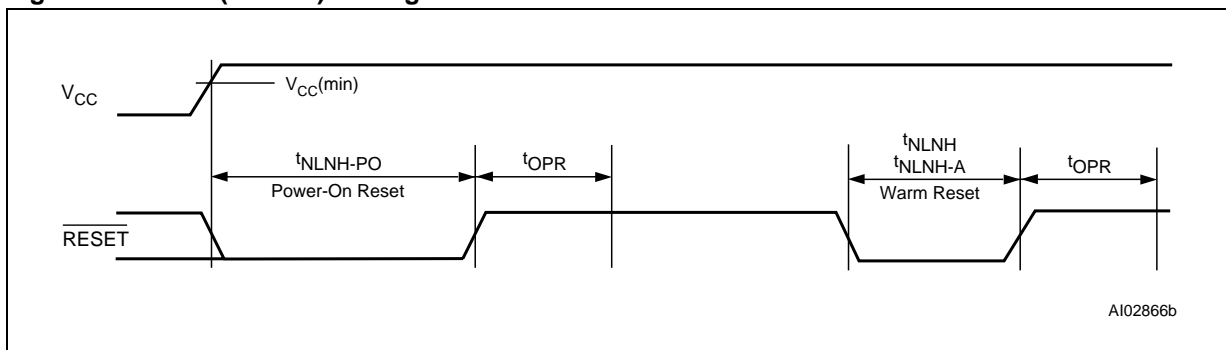 V_CC
V_CC(min)
t_NLNH-PO
Power-On Reset
t_OPR
t_NLNH
t_NLNH-A
Warm Reset
t_OPR
RESET
AI02866b